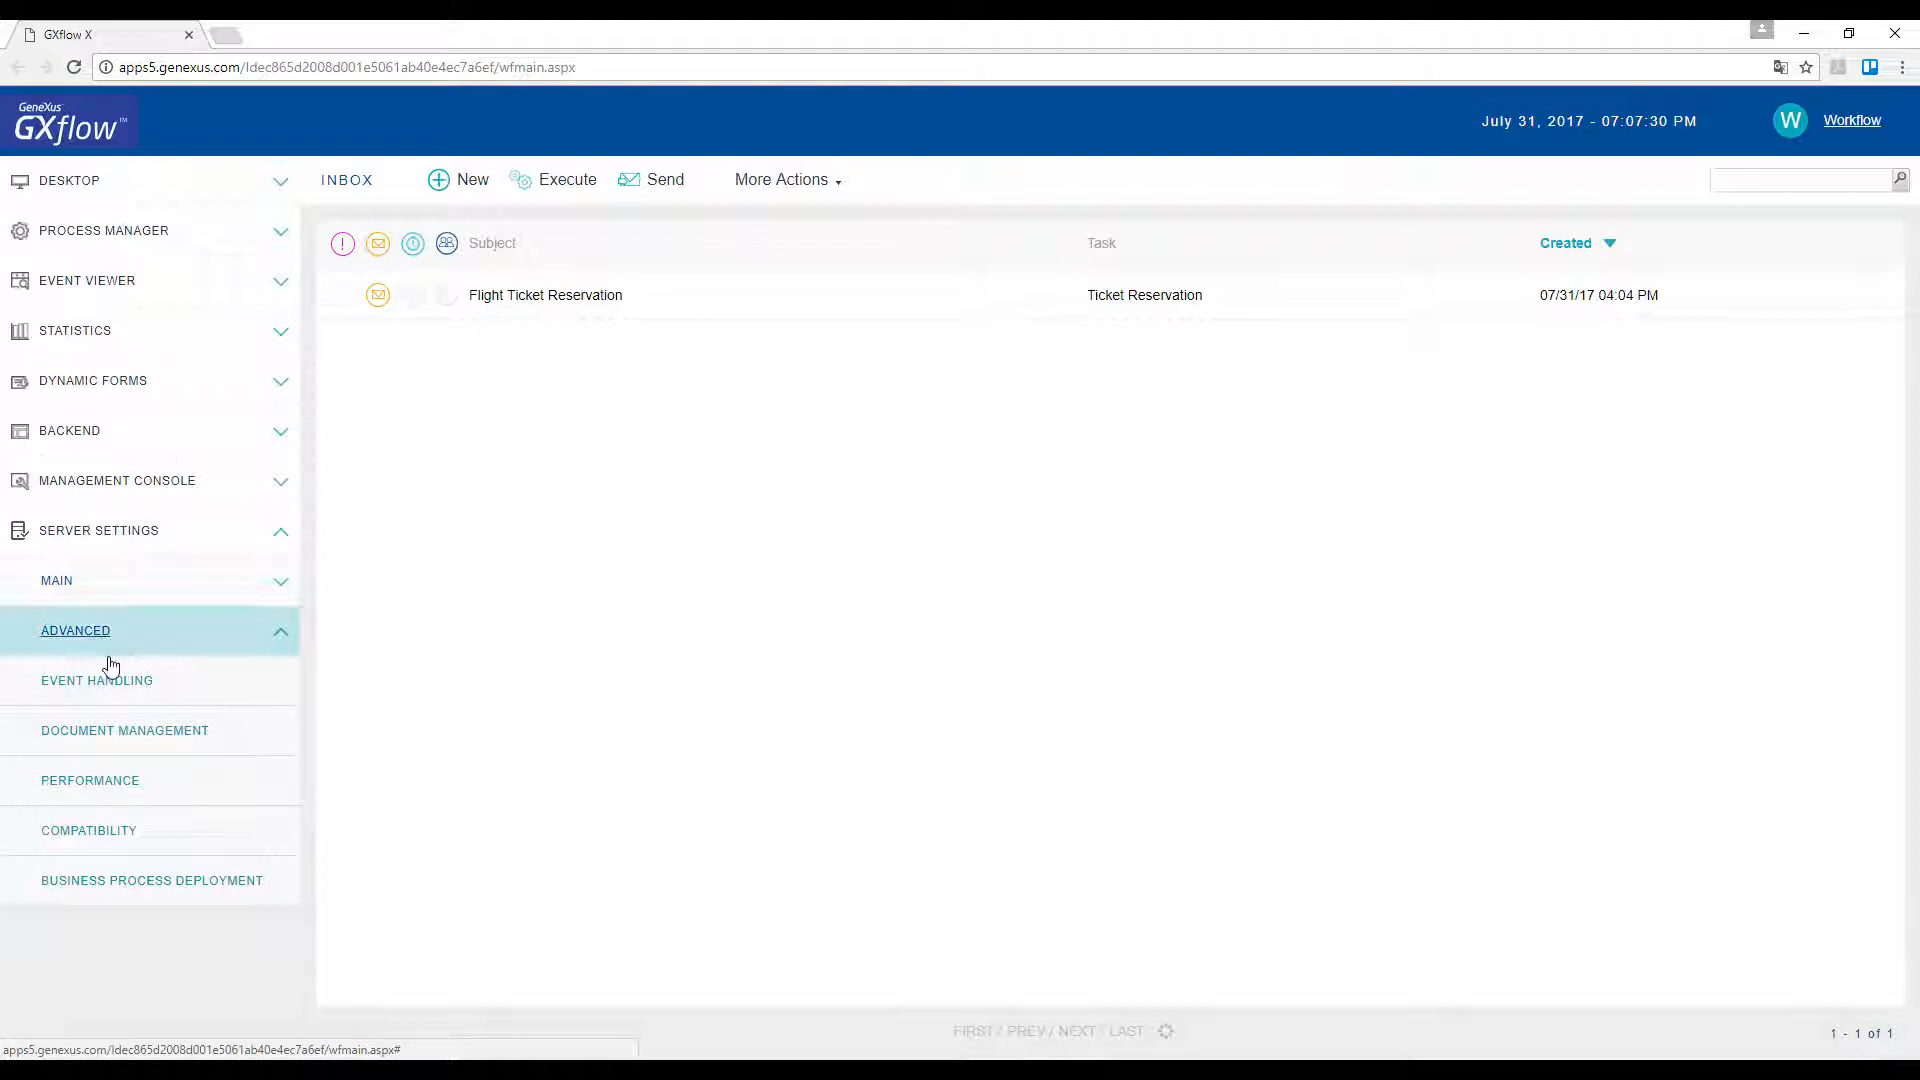 GXflow X
apps5.genexus.com/ldec865d2008d001e5061ab40e4ec7a6ef/wfmain.aspx
GeneXus
GXflow™
July 31, 2017 - 07:07:30 PM
W
Workflow
DESKTOP
PROCESS MANAGER
EVENT VIEWER
STATISTICS
DYNAMIC FORMS
BACKEND
MANAGEMENT CONSOLE
SERVER SETTINGS
MAIN
ADVANCED
EVENT HANDLING
DOCUMENT MANAGEMENT
PERFORMANCE
COMPATIBILITY
BUSINESS PROCESS DEPLOYMENT
INBOX New Execute Send More Actions
Subject Task Created
Flight Ticket Reservation Ticket Reservation 07/31/17 04:04 PM
FIRST / PREV / NEXT / LAST
1 - 1 of 1
apps5.genexus.com/ldec865d2008d001e5061ab40e4ec7a6ef/wfmain.aspx#